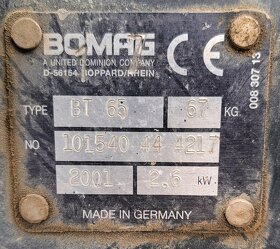 BOMAG CE
A UNITED DOMINION COMPANY
D-56154 BOPPARD/RHEIN
TYPE BT 65 67 KG.
NO 101540 44 4217
2001 2.6 kW
MADE IN GERMANY
008 307 13